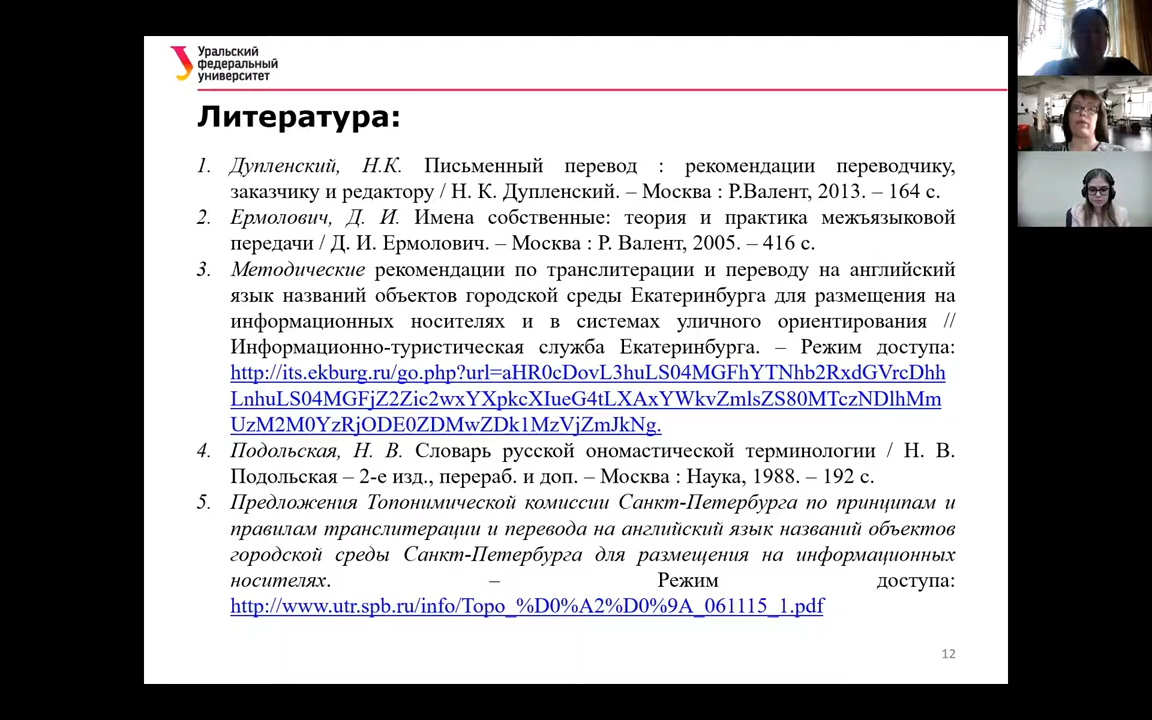 Уральский
федеральный
университет
Литература:
1. Дупленский, Н.К. Письменный перевод : рекомендации переводчику,
заказчику и редактору / Н. К. Дупленский. – Москва : Р.Валент, 2013. – 164 с.
2. Ермолович, Д. И. Имена собственные: теория и практика межъязыковой
передачи / Д. И. Ермолович. – Москва : Р. Валент, 2005. – 416 с.
3. Методические рекомендации по транслитерации и переводу на английский
язык названий объектов городской среды Екатеринбурга для размещения на
информационных носителях и в системах уличного ориентирования //
Информационно-туристическая служба Екатеринбурга. – Режим доступа:
http://its.ekburg.ru/go.php?url=aHR0cDovL3huLS04MGFhYTNhb2RxdGVrcDhh
LnhuLS04MGFjZ2Zic2wxYXpkcXIueG4tLXAxYWkvZmlsZS80MTczNDlhMm
UzM2M0YzRjODE0ZDMwZDk1MzVjZmJkNg.
4. Подольская, Н. В. Словарь русской ономастической терминологии / Н. В.
Подольская – 2-е изд., перераб. и доп. – Москва : Наука, 1988. – 192 с.
5. Предложения Топонимической комиссии Санкт-Петербурга по принципам и
правилам транслитерации и перевода на английский язык названий объектов
городской среды Санкт-Петербурга для размещения на информационных
носителях. – Режим доступа:
http://www.utr.spb.ru/info/Topo_%D0%A2%D0%9A_061115_1.pdf
12